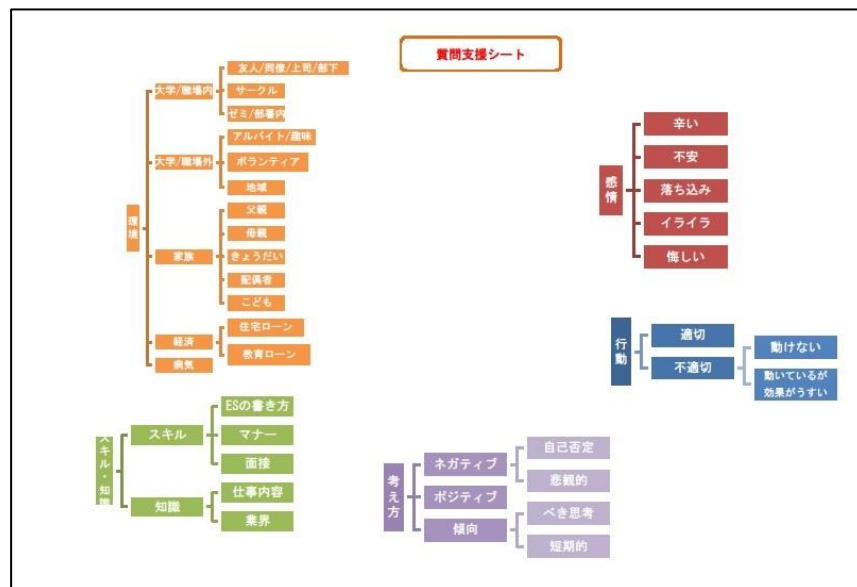 質問支援シート
環境
大学/職場内
友人/同僚/上司/部下
サークル
ゼミ/部署内
大学/職場外
アルバイト/趣味
ボランティア
地域
家族
父親
母親
きょうだい
配偶者
こども
経済
住宅ローン
教育ローン
病気
感情
辛い
不安
落ち込み
イライラ
悔しい
行動
適切
不適切
動けない
動いているが
効果がうすい
スキル・知識
スキル
ESの書き方
マナー
面接
知識
仕事内容
業界
考え方
ネガティブ
自己否定
悲観的
ポジティブ
傾向
べき思考
短期的